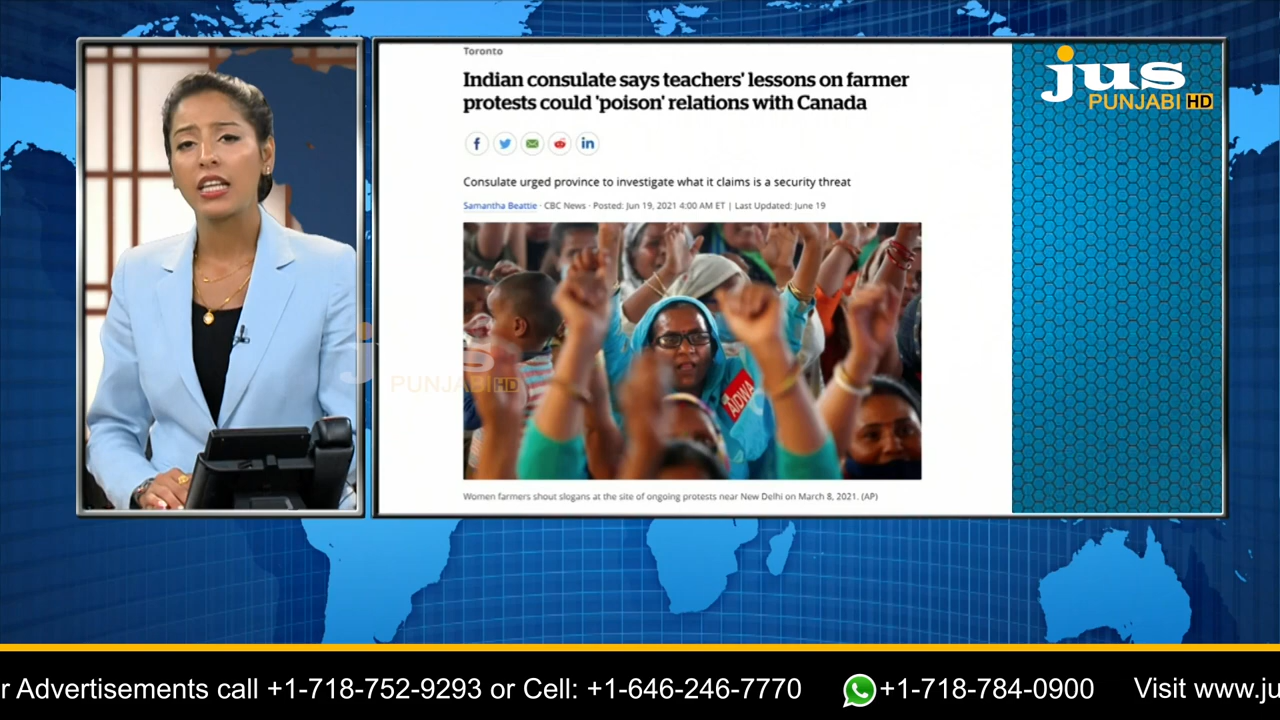 Toronto
Indian consulate says teachers' lessons on farmer
protests could 'poison' relations with Canada
Consulate urged province to investigate what it claims is a security threat
Samantha Beattie · CBC News · Posted: Jun 19, 2021 4:00 AM ET | Last Updated: June 19
AIDWA
Women farmers shout slogans at the site of ongoing protests near New Delhi on March 8, 2021. (AP)
jus
PUNJABI HD
jus
PUNJABI HD
r Advertisements call +1-718-752-9293 or Cell: +1-646-246-7770 +1-718-784-0900 Visit www.ju